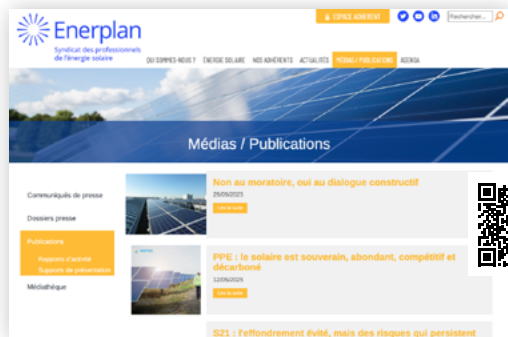 Enerplan
Syndicat des professionnels
de l'énergie solaire
ESPACE ADHÉRENT
Rechercher...
QUI SOMMES-NOUS ? ÉNERGIE SOLAIRE NOS ADHÉRENTS ACTUALITÉS MÉDIAS / PUBLICATIONS AGENDA
Médias / Publications
Communiqués de presse
Dossiers presse
Publications
Rapports d'activité
Supports de présentation
Médiathèque
Non au moratoire, oui au dialogue constructif
26/05/2025
Lire la suite
PPE : le solaire est souverain, abondant, compétitif et
décarboné
12/05/2025
Lire la suite
S21 : l'effondrement évité, mais des risques qui persistent